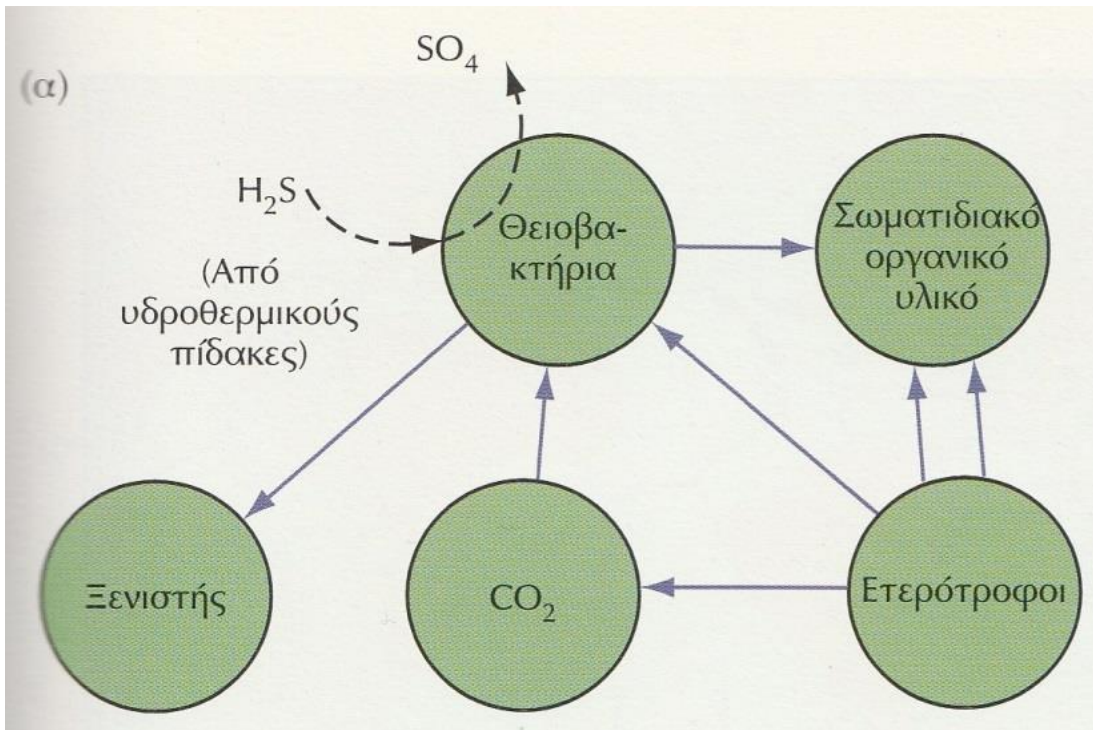 (α)
SO₄
H₂S
(Από
υδροθερμικούς
πίδακες)
Θειοβα-
κτήρια
Σωματιδιακό
οργανικό
υλικό
Ξενιστής
CO₂
Ετερότροφοι